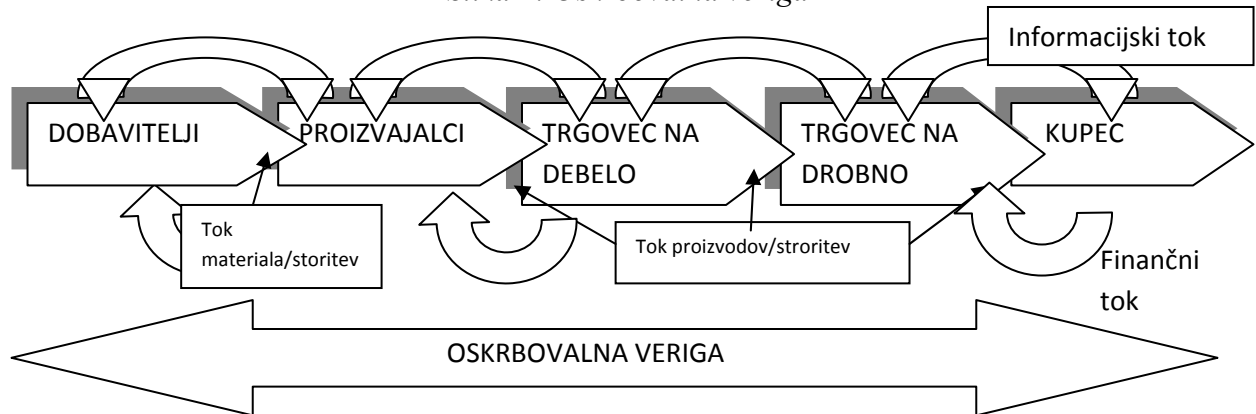 Informacijski tok
DOBAVITELJI
PROIZVAJALCI
TRGOVEC NA
DEBELO
TRGOVEC NA
DROBNO
KUPEC
Tok
materiala/storitev
Tok proizvodov/stroritev
Finančni
tok
OSKRBOVALNA VERIGA